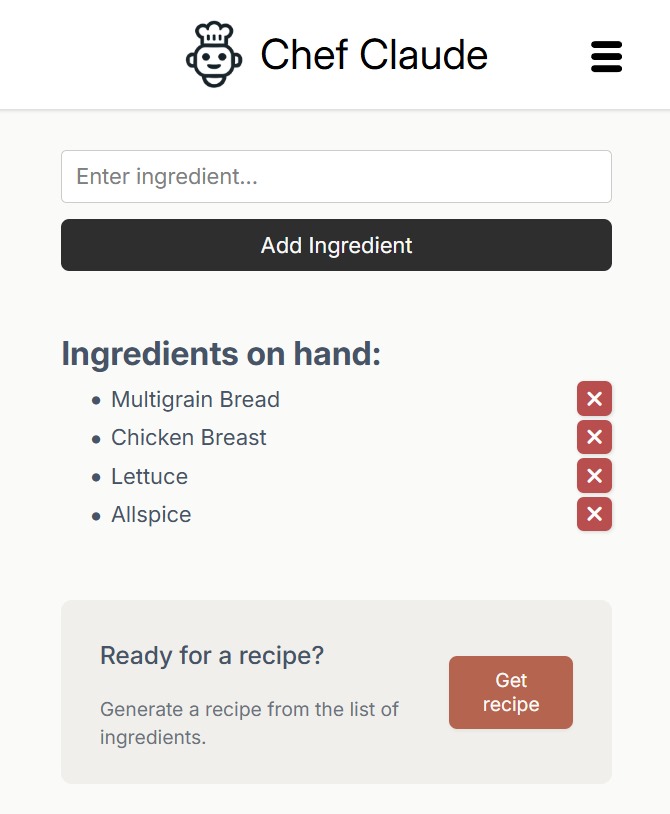 Chef Claude
Enter ingredient...
Add Ingredient
Ingredients on hand:
Multigrain Bread
Chicken Breast
Lettuce
Allspice
Ready for a recipe?
Generate a recipe from the list of
ingredients.
Get
recipe